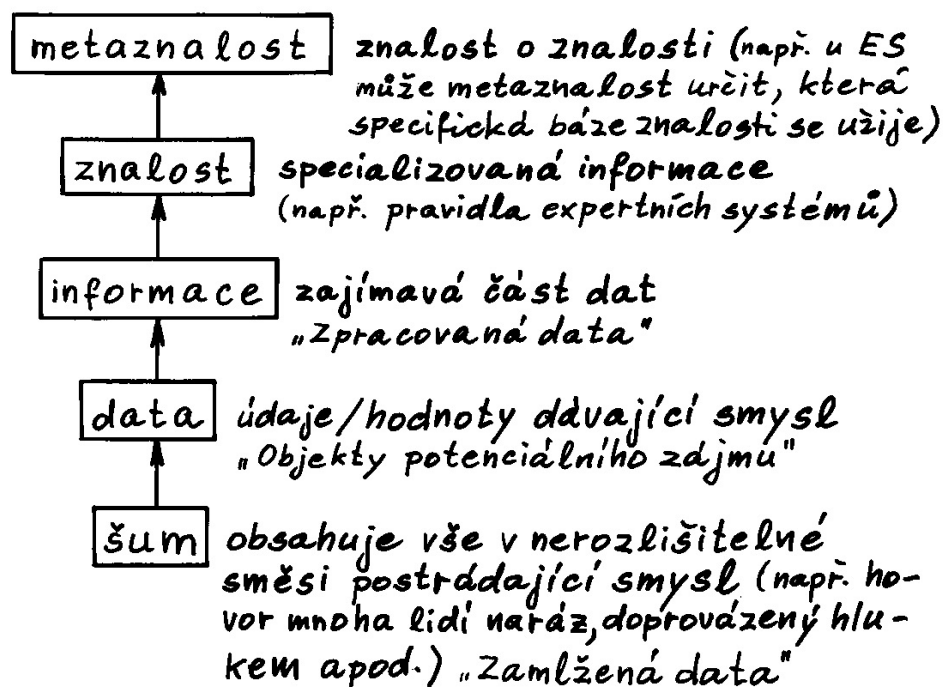 metaznalost znalost o znalosti (např. u ES
může metaznalost určit, která
specifická báze znalosti se užije)
znalost specializovaná informace
(např. pravidla expertních systémů)
informace zajímavá část dat
„Zpracovaná data"
data údaje/hodnoty dávající smysl
„Objekty potenciálního zájmu"
šum obsahuje vše v nerozlišitelné
směsi postrádající smysl (např. ho-
vor mnoha lidí naráz, doprovázený hlu-
kem apod.) „Zamlžená data"